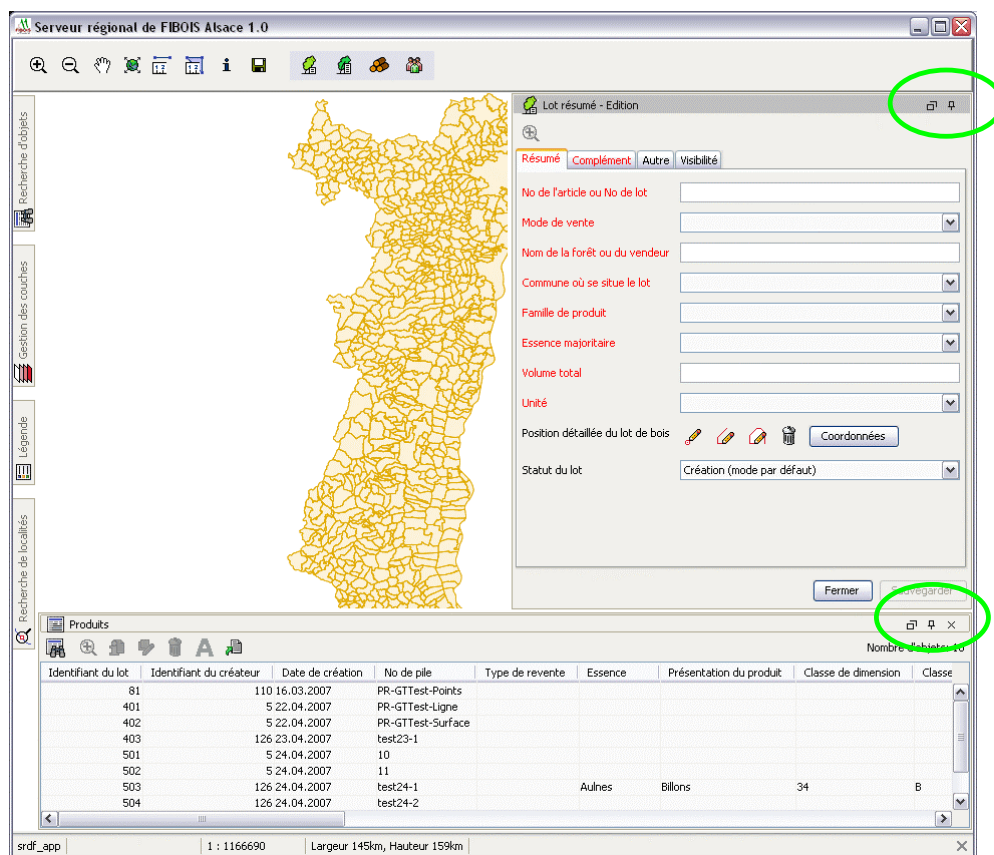 Serveur régional de FIBOIS Alsace 1.0
Recherche d'objets
Gestion des couches
Légende
Recherche de localités
Lot résumé - Edition
Résumé Complément Autre Visibilité
No de l'article ou No de lot
Mode de vente
Nom de la forêt ou du vendeur
Commune où se situe le lot
Famille de produit
Essence majoritaire
Volume total
Unité
Position détaillée du lot de bois Coordonnées
Statut du lot Création (mode par défaut)
Fermer Sauvegarder
Produits
Nombre d'objets: 10
Identifiant du lot Identifiant du créateur Date de création No de pile Type de revente Essence Présentation du produit Classe de dimension Classe
81 110 16.03.2007 PR-GTTest-Points
401 5 22.04.2007 PR-GTTest-Ligne
402 5 22.04.2007 PR-GTTest-Surface
403 126 23.04.2007 test23-1
501 5 24.04.2007 10
502 5 24.04.2007 11
503 126 24.04.2007 test24-1 Aulnes Billons 34 B
504 126 24.04.2007 test24-2
srdf_app 1 : 1166690 Largeur 145km, Hauteur 159km